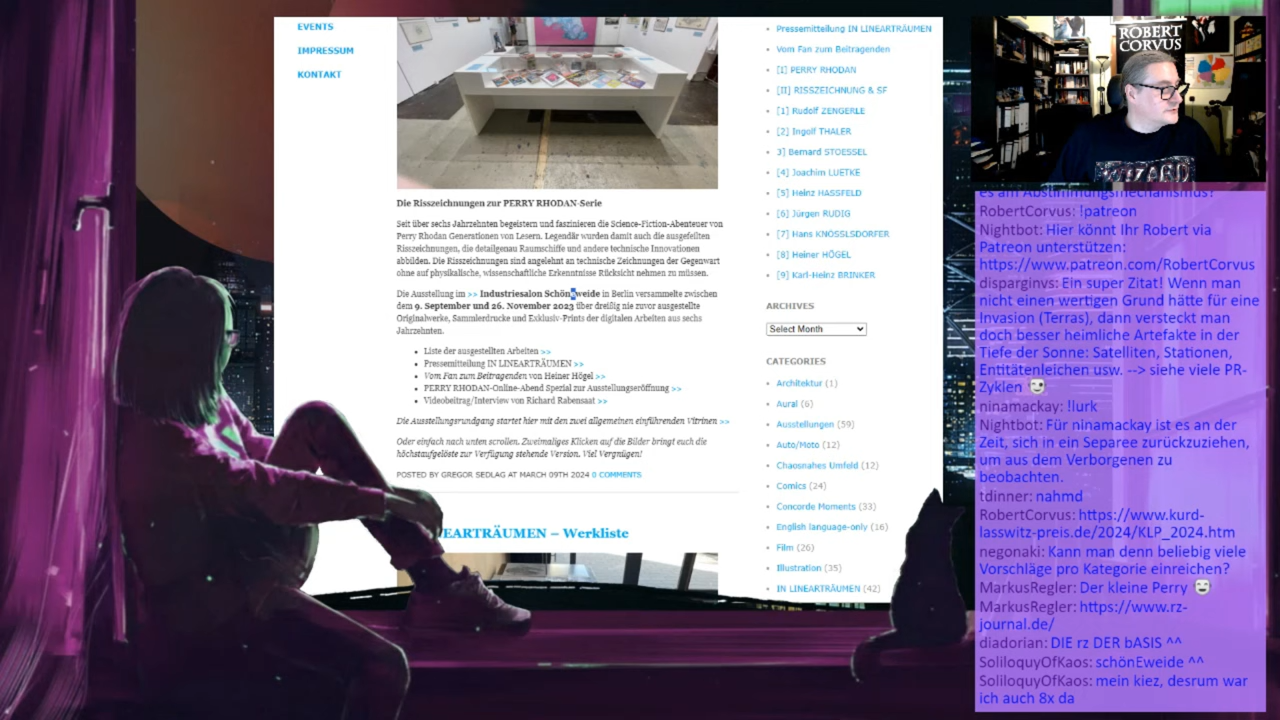 EVENTS
IMPRESSUM
KONTAKT
Die Risszeichnungen zur PERRY RHODAN-Serie
Seit über sechs Jahrzehnten begeistern und faszinieren die Science-Fiction-Abenteuer von
Perry Rhodan Generationen von Lesern. Legendär wurden damit auch die ausgefeilten
Risszeichnungen, die detailgenau Raumschiffe und andere technische Innovationen
abbilden. Die Risszeichnungen sind angelehnt an technische Zeichnungen der Gegenwart
ohne auf physikalische, wissenschaftliche Erkenntnisse Rücksicht nehmen zu müssen.
Die Ausstellung im >> Industriesalon Schönsweide in Berlin versammelte zwischen
dem 9. September und 26. November 2023 über dreißig nie zuvor ausgestellte
Originalwerke, Sammlerdrucke und Exklusiv-Prints der digitalen Arbeiten aus sechs
Jahrzehnten.
Liste der ausgestellten Arbeiten >>
Pressemitteilung IN LINEARTRÄUMEN >>
Vom Fan zum Beitragenden von Heiner Högel >>
PERRY RHODAN-Online-Abend Spezial zur Ausstellungseröffnung >>
Videobeitrag/Interview von Richard Rabensaat >>
Die Ausstellungsrundgang startet hier mit den zwei allgemeinen einführenden Vitrinen >>
Oder einfach nach unten scrollen. Zweimaliges Klicken auf die Bilder bringt euch die
höchstaufgelöste zur Verfügung stehende Version. Viel Vergnügen!
POSTED BY GREGOR SEDLAG AT MARCH 09TH 2024 0 COMMENTS
NEARTRÄUMEN – Werkliste
Pressemitteilung IN LINEARTRÄUMEN
Vom Fan zum Beitragenden
[I] PERRY RHODAN
[II] RISSZEICHNUNG & SF
[1] Rudolf ZENGERLE
[2] Ingolf THALER
3] Bernard STOESSEL
[4] Joachim LUETKE
[5] Heinz HASSFELD
[6] Jürgen RUDIG
[7] Hans KNÖSSLSDORFER
[8] Heiner HÖGEL
[9] Karl-Heinz BRINKER
ARCHIVES
Select Month
CATEGORIES
Architektur (1)
Aural (6)
Ausstellungen (59)
Auto/Moto (12)
Chaosnahes Umfeld (12)
Comics (24)
Concorde Moments (33)
English language-only (16)
Film (26)
Illustration (35)
IN LINEARTRÄUMEN (42)
ROBERT
CORVUS
WIZARD
es am Abstimmungsmechanismus?
RobertCorvus: !patreon
Nightbot: Hier könnt Ihr Robert via
Patreon unterstützen:
https://www.patreon.com/RobertCorvus
disparginvs: Ein super Zitat! Wenn man
nicht einen wertigen Grund hätte für eine
Invasion (Terras), dann versteckt man
doch besser heimliche Artefakte in der
Tiefe der Sonne: Satelliten, Stationen,
Entitätenleichen usw. --> siehe viele PR-
Zyklen
ninamackay: !lurk
Nightbot: Für ninamackay ist es an der
Zeit, sich in ein Separee zurückzuziehen,
um aus dem Verborgenen zu
beobachten.
tdinner: nahmd
RobertCorvus: https://www.kurd-
lasswitz-preis.de/2024/KLP_2024.htm
negonaki: Kann man denn beliebig viele
Vorschläge pro Kategorie einreichen?
MarkusRegler: Der kleine Perry
MarkusRegler: https://www.rz-
journal.de/
diadorian: DIE rz DER bASIS ^^
SoliloquyOfKaos: schönEweide ^^
SoliloquyOfKaos: mein kiez, desrum war
ich auch 8x da